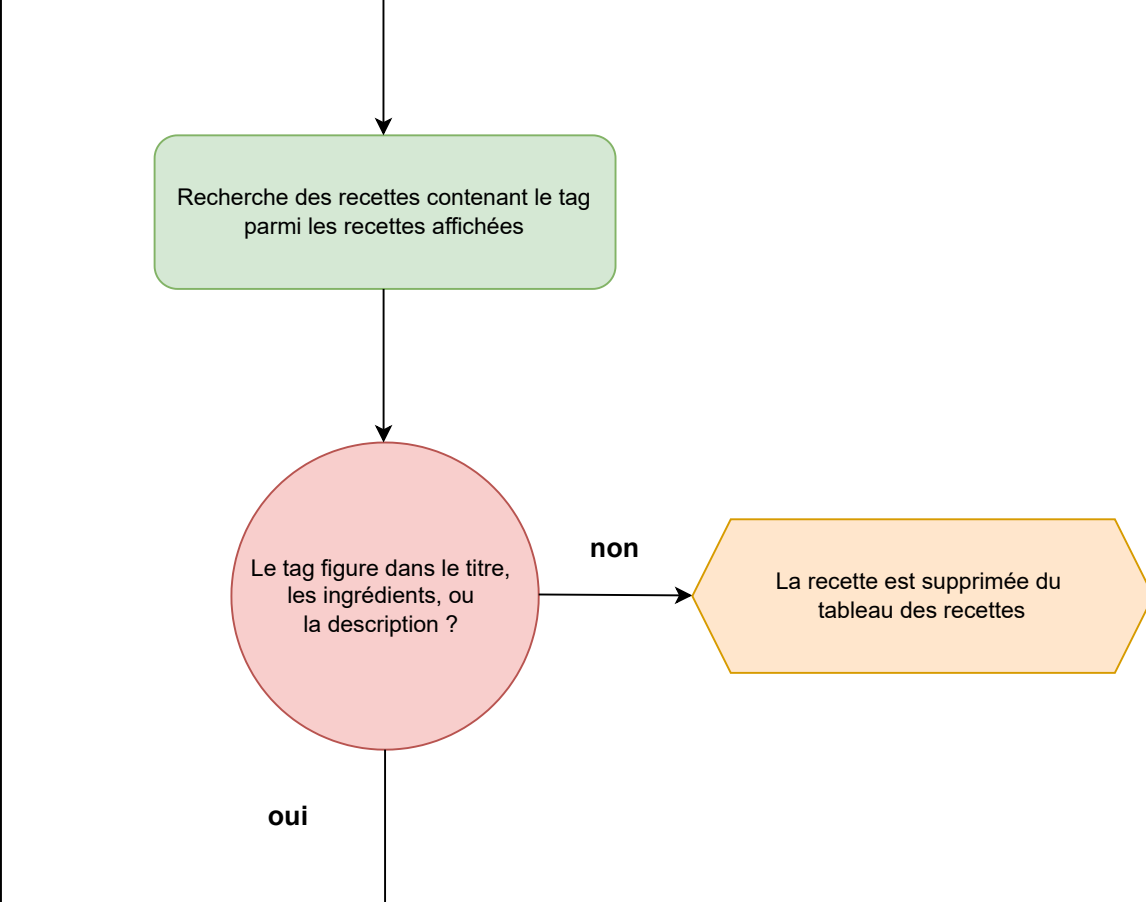 Recherche des recettes contenant le tag
parmi les recettes affichées
Le tag figure dans le titre,
les ingrédients, ou
la description ?
non
La recette est supprimée du
tableau des recettes
oui